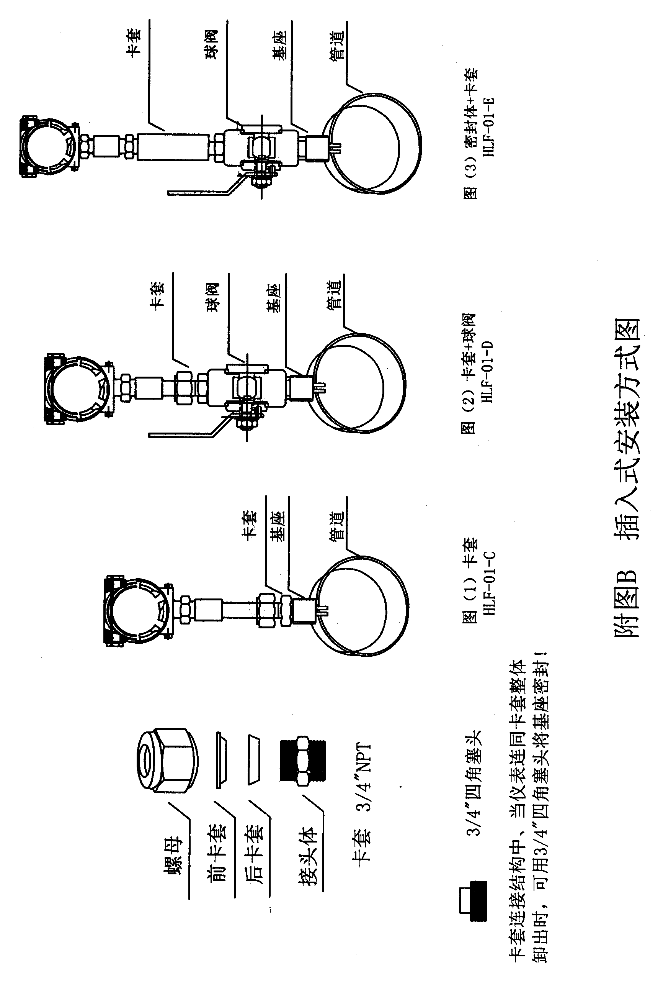 螺母
前卡套
后卡套
接头体
卡套 3/4″NPT
3/4″四角塞头
卡套连接结构中、当仪表连同卡套整体
卸出时，可用3/4″四角塞头将基座密封！
卡套
基座
管道
图（1）卡套
HLF-01-C
卡套
球阀
基座
管道
图（2）卡套+球阀
HLF-01-D
卡套
球阀
基座
管道
图（3）密封体+卡套
HLF-01-E
附图B 插入式安装方式图